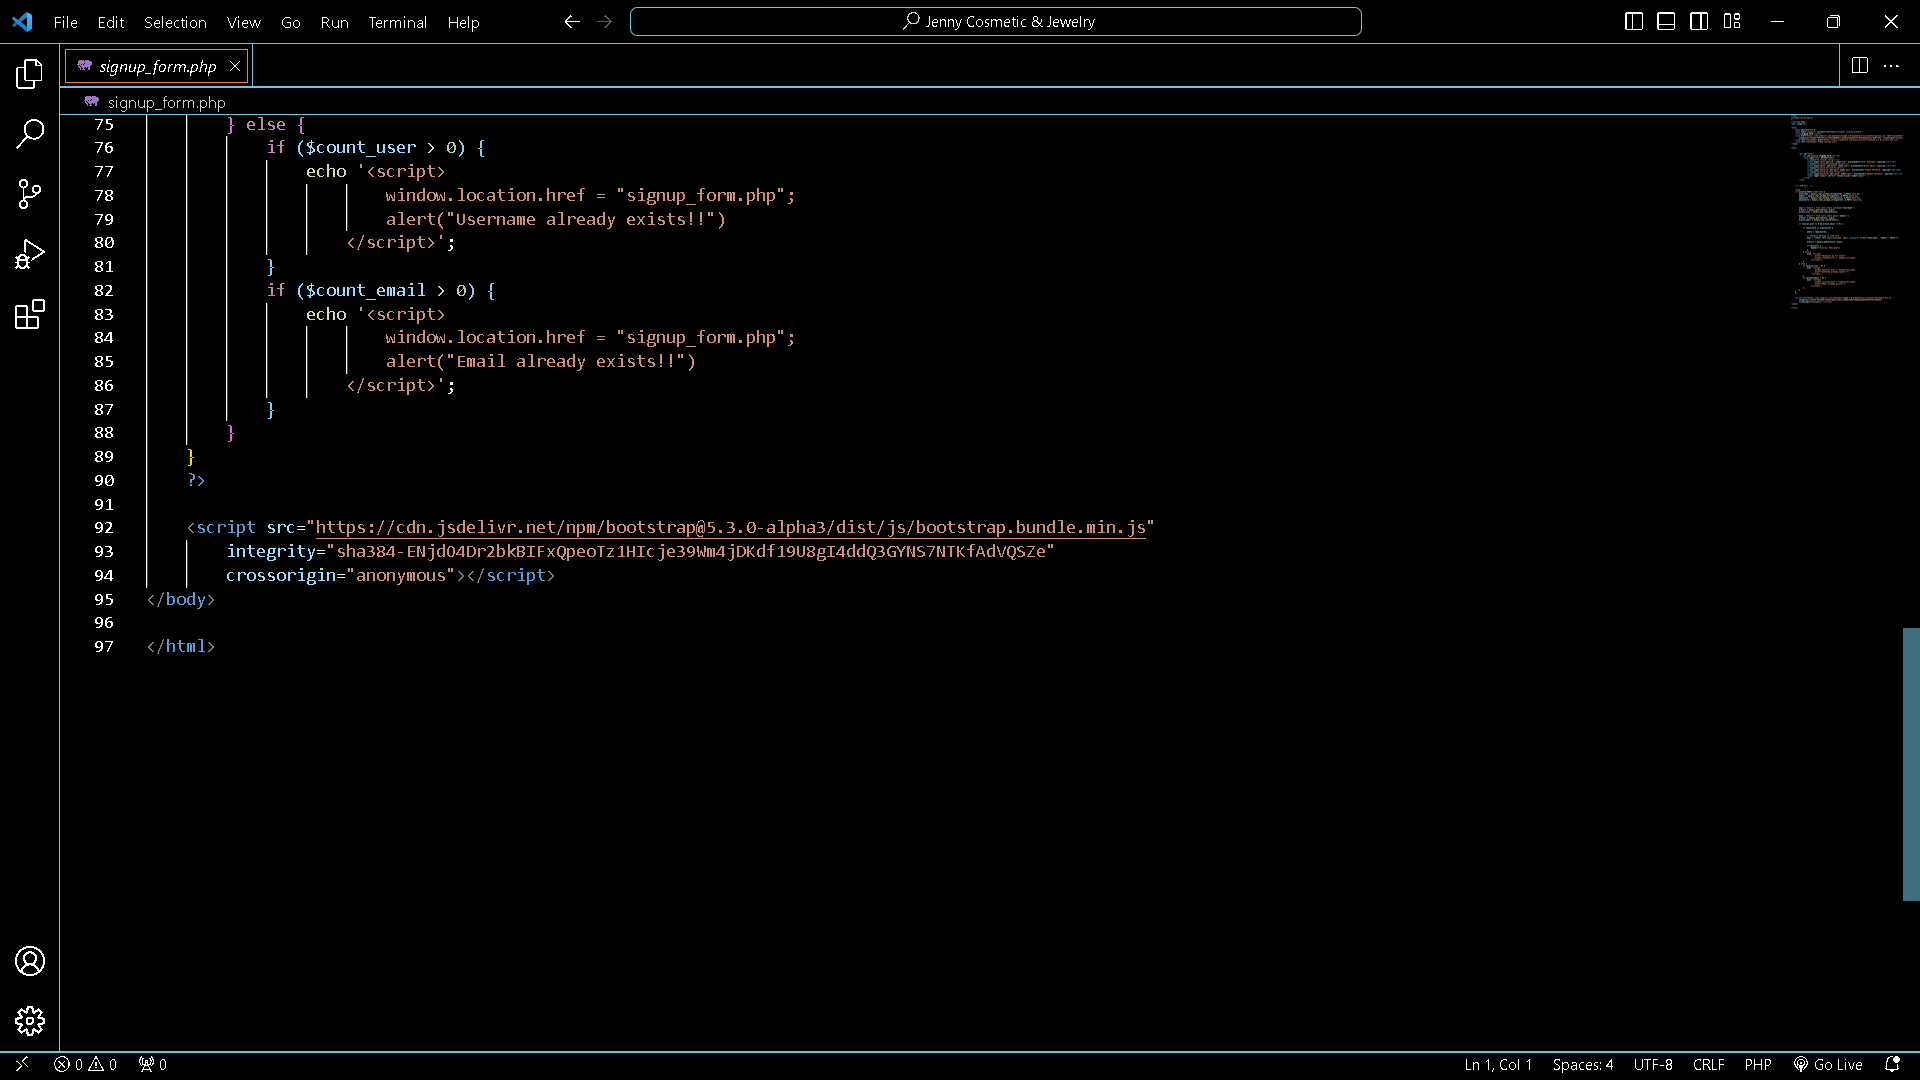 File Edit Selection View Go Run Terminal Help
Jenny Cosmetic & Jewelry
signup_form.php
signup_form.php
75 } else {
76 if ($count_user > 0) {
77 echo '<script>
78 window.location.href = "signup_form.php";
79 alert("Username already exists!!")
80 </script>';
81 }
82 if ($count_email > 0) {
83 echo '<script>
84 window.location.href = "signup_form.php";
85 alert("Email already exists!!")
86 </script>';
87 }
88 }
89 }
90 ?>
91
92 <script src="https://cdn.jsdelivr.net/npm/bootstrap@5.3.0-alpha3/dist/js/bootstrap.bundle.min.js"
93 integrity="sha384-ENjdO4Dr2bkBIFxQpeoTz1HIcje39Wm4jDKdf19U8gI4ddQ3GYNS7NTKfAdVQSZe"
94 crossorigin="anonymous"></script>
95 </body>
96
97 </html>
0 0 0
Ln 1, Col 1 Spaces: 4 UTF-8 CRLF PHP Go Live